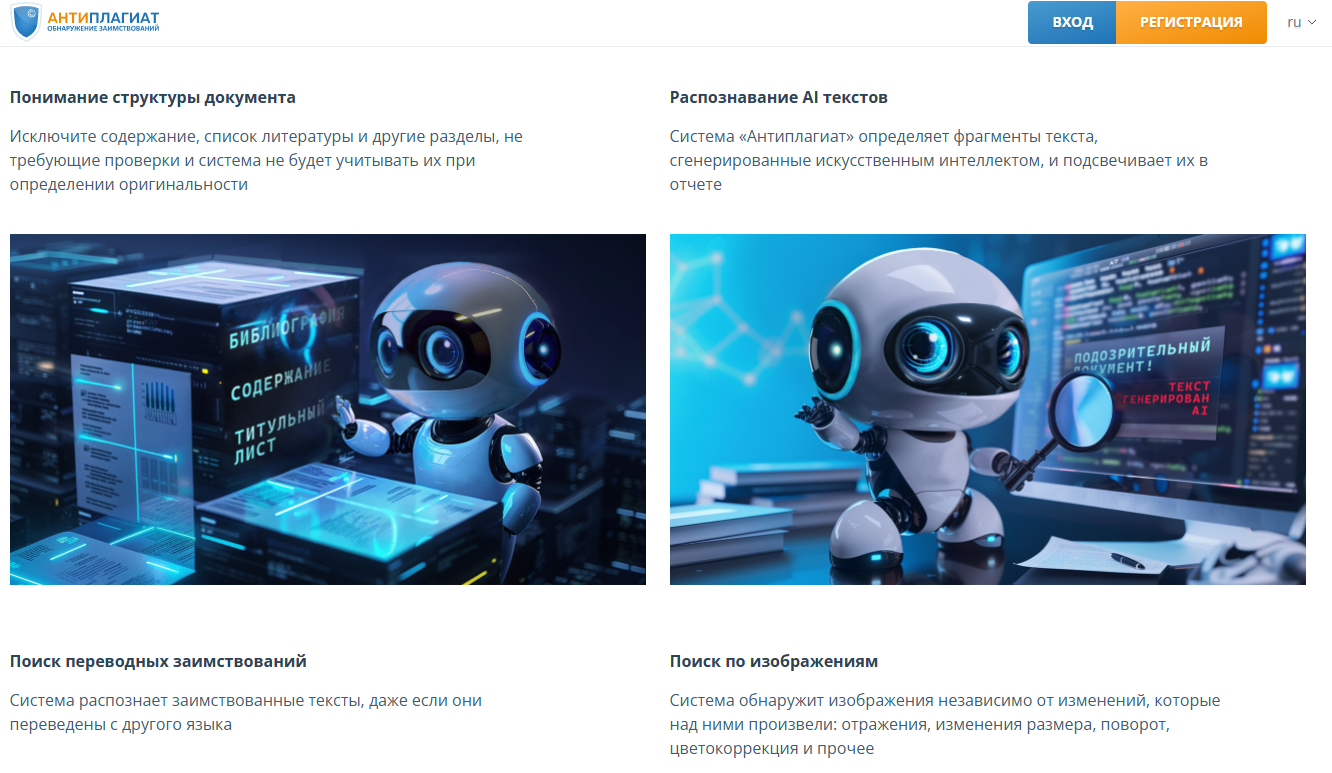 АНТИПЛАГИАТ
ОБНАРУЖЕНИЕ ЗАИМСТВОВАНИЙ
ВХОД
РЕГИСТРАЦИЯ
ru
Понимание структуры документа
Исключите содержание, список литературы и другие разделы, не
требующие проверки и система не будет учитывать их при
определении оригинальности
Распознавание AI текстов
Система «Антиплагиат» определяет фрагменты текста,
сгенерированные искусственным интеллектом, и подсвечивает их в
отчете
БИБЛИОГРАФИЯ
СОДЕРЖАНИЕ
ТИТУЛЬНЫЙ
ЛИСТ
ПОДОЗРИТЕЛЬНЫЙ
ДОКУМЕНТ!
ТЕКСТ
СГЕНЕРИРОВАН
AI
Поиск переводных заимствований
Система распознает заимствованные тексты, даже если они
переведены с другого языка
Поиск по изображениям
Система обнаружит изображения независимо от изменений, которые
над ними произвели: отражения, изменения размера, поворот,
цветокоррекция и прочее